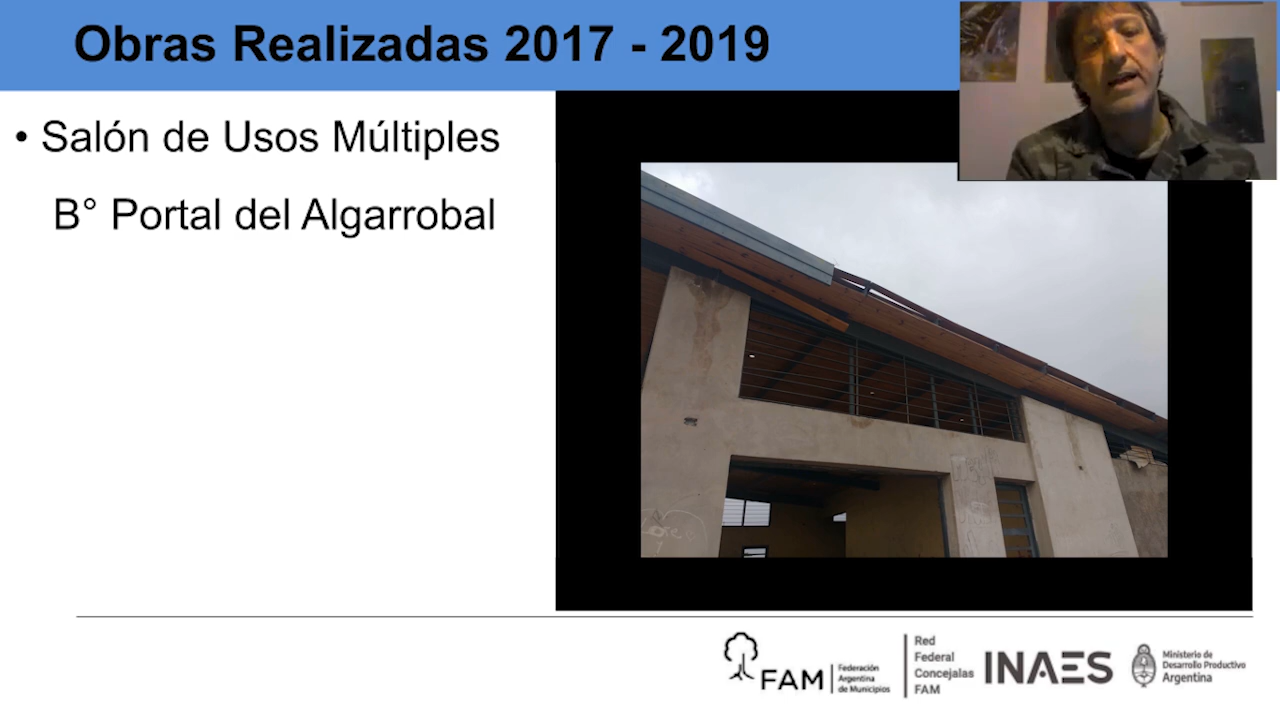 Obras Realizadas 2017 - 2019
• Salón de Usos Múltiples
B° Portal del Algarrobal
FAM
Federación
Argentina
de Municipios
Red
Federal
Concejalas
FAM
INAES
Ministerio de
Desarrollo Productivo
Argentina